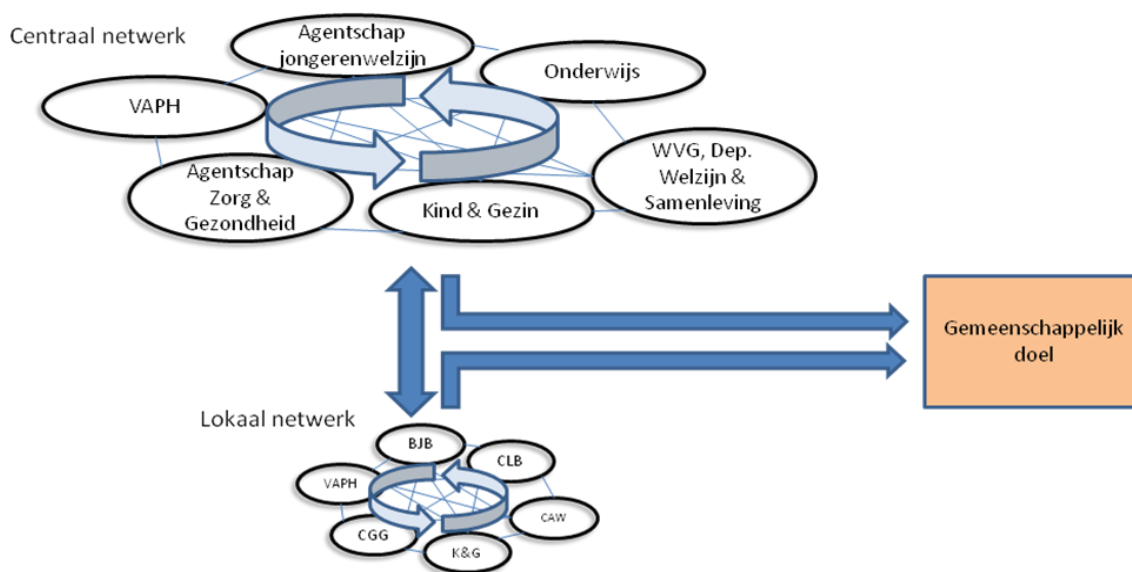 Centraal netwerk
Agentschap
jongerenwelzijn
Onderwijs
VAPH
WVG, Dep.
Welzijn &
Samenleving
Agentschap
Zorg &
Gezondheid
Kind & Gezin
Gemeenschappelijk
doel
Lokaal netwerk
BJB
CLB
VAPH
CAW
CGG
K&G